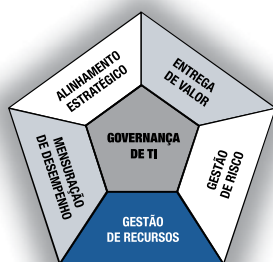 ALINHAMENTO
ESTRATÉGICO
ENTREGA
DE VALOR
MENSURAÇÃO
DE DESEMPENHO
GOVERNANÇA
DE TI
GESTÃO
DE RISCO
GESTÃO
DE RECURSOS